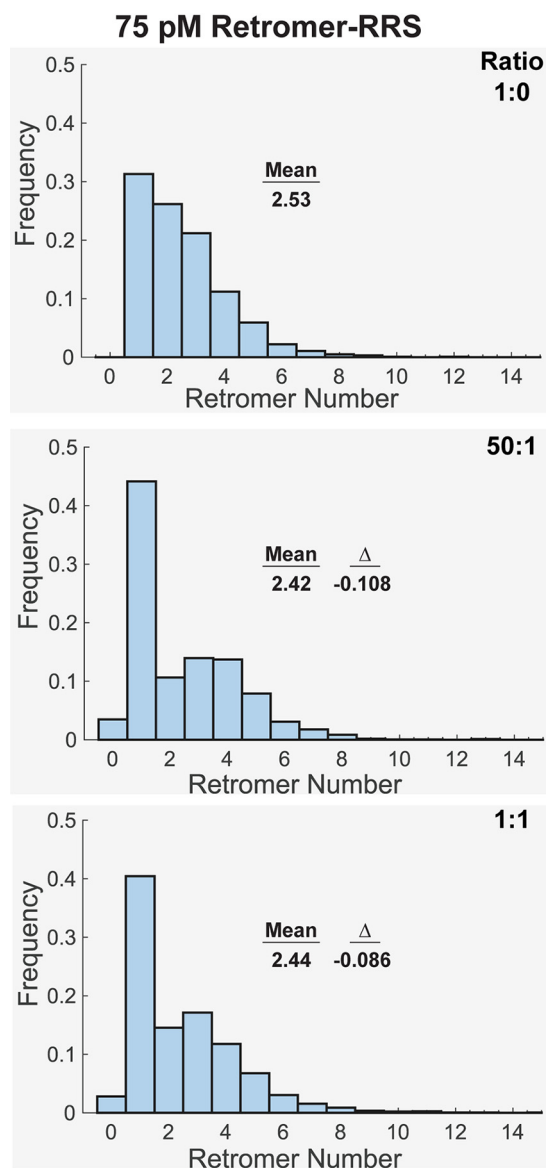 75 pM Retromer-RRS
Ratio
1:0
0.5
0.4
0.3
0.2
0.1
0
Frequency
Mean
2.53
0 2 4 6 8 10 12 14
Retromer Number
50:1
0.5
0.4
0.3
0.2
0.1
0
Frequency
Mean Δ
2.42 -0.108
0 2 4 6 8 10 12 14
Retromer Number
1:1
0.5
0.4
0.3
0.2
0.1
0
Frequency
Mean Δ
2.44 -0.086
0 2 4 6 8 10 12 14
Retromer Number